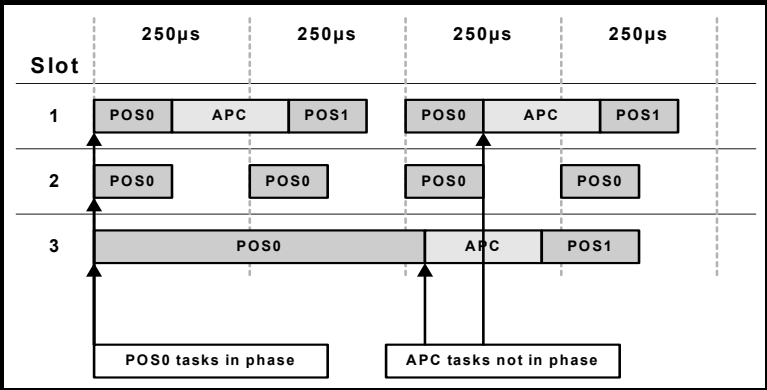 250µs 250µs 250µs 250µs
Slot
1 POS0 APC POS1 POS0 APC POS1
2 POS0 POS0 POS0 POS0
3 POS0 APC POS1
POS0 tasks in phase APC tasks not in phase